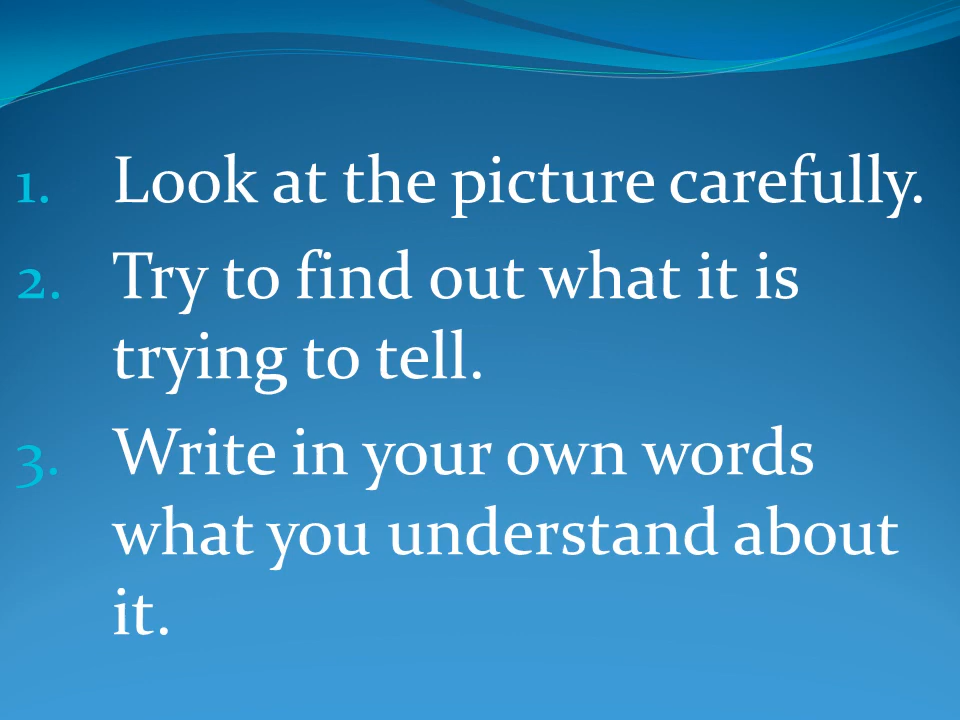 1. Look at the picture carefully.
2. Try to find out what it is
trying to tell.
3. Write in your own words
what you understand about
it.